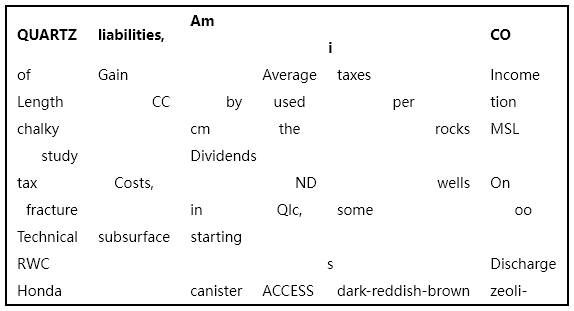 QUARTZ liabilities, Am i CO
of Gain Average taxes Income
Length CC by used per tion
chalky cm the rocks MSL
study Dividends
tax Costs, ND wells On
fracture in Qlc, some oo
Technical subsurface starting
RWC s Discharge
Honda canister ACCESS dark-reddish-brown zeoli-